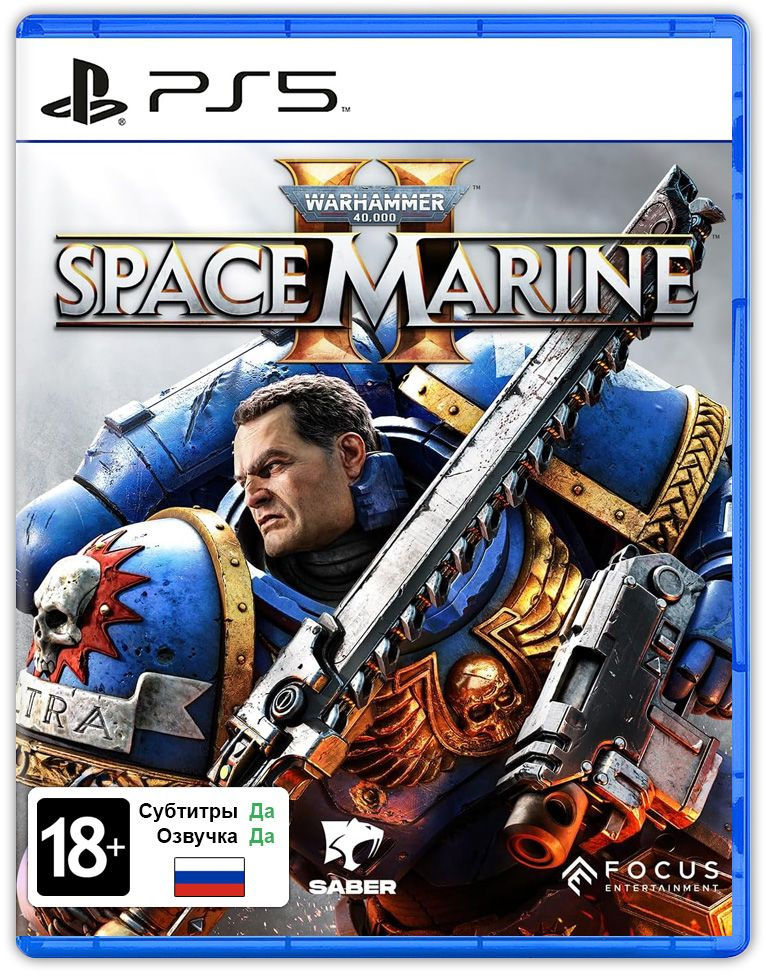 PS5
WARHAMMER
40,000
II
SPACE MARINE
TRA
18+
Субтитры Да
Озвучка Да
SABER
FOCUS
ENTERTAINMENT